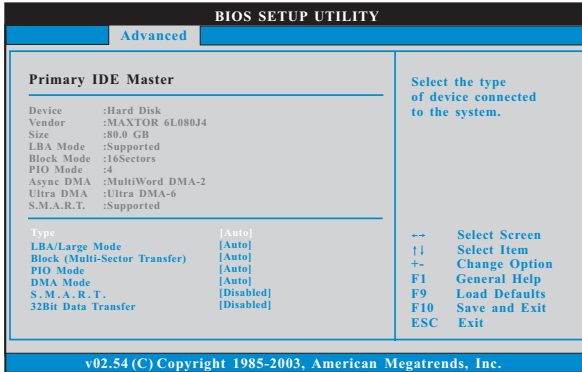 BIOS SETUP UTILITY
Advanced
Primary IDE Master
Device :Hard Disk
Vendor :MAXTOR 6L080J4
Size :80.0 GB
LBA Mode :Supported
Block Mode :16Sectors
PIO Mode :4
Async DMA :MultiWord DMA-2
Ultra DMA :Ultra DMA-6
S.M.A.R.T. :Supported
Type [Auto]
LBA/Large Mode [Auto]
Block (Multi-Sector Transfer) [Auto]
PIO Mode [Auto]
DMA Mode [Auto]
S.M.A.R.T. [Disabled]
32Bit Data Transfer [Disabled]
Select the type
of device connected
to the system.
←→ Select Screen
↑↓ Select Item
+- Change Option
F1 General Help
F9 Load Defaults
F10 Save and Exit
ESC Exit
v02.54 (C) Copyright 1985-2003, American Megatrends, Inc.